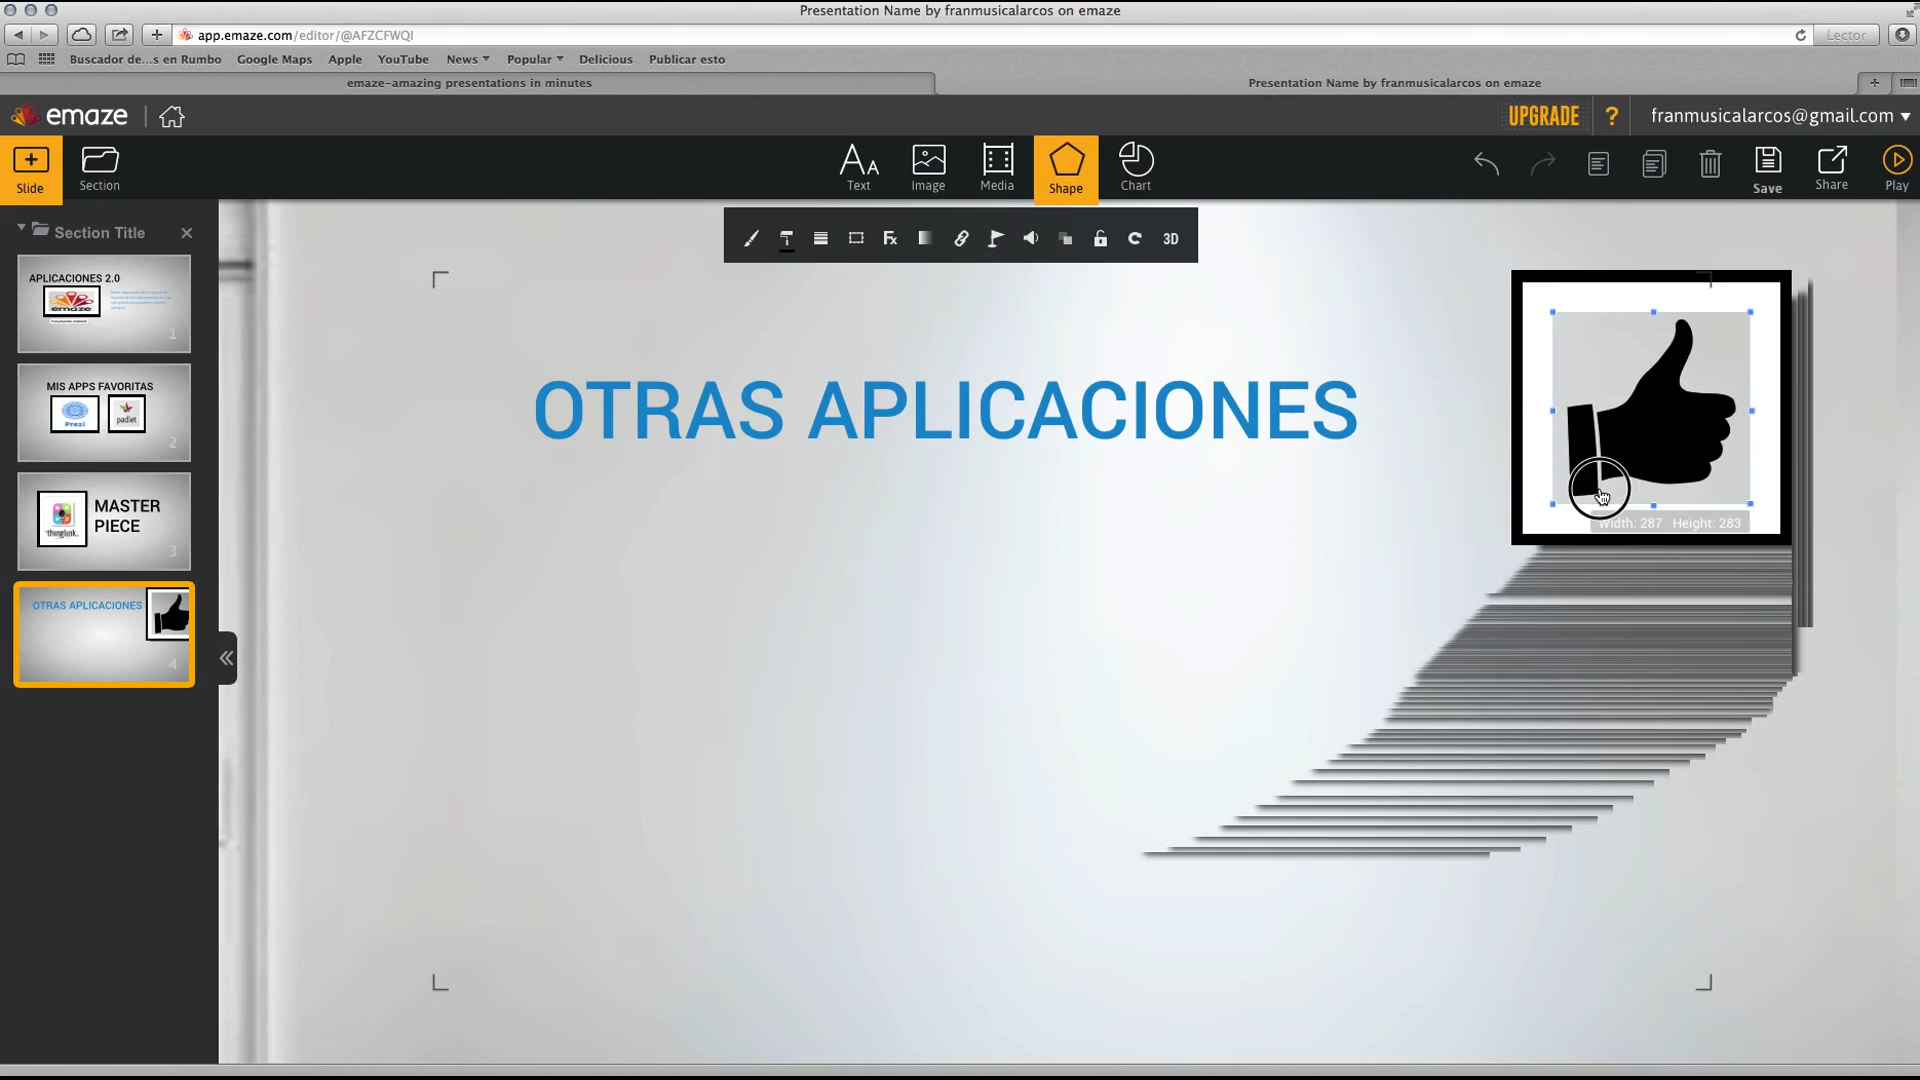 Presentation Name by franmusicalarcos on emaze
app.emaze.com/editor/@AFZCFWQI
Lector
Buscador de...s en Rumbo Google Maps Apple YouTube News Popular Delicious Publicar esto
emaze-amazing presentations in minutes
Presentation Name by franmusicalarcos on emaze
emaze
UPGRADE ? franmusicalarcos@gmail.com
Slide Section Text Image Media Shape Chart Save Share Play
Section Title
Fx 3D
APLICACIONES 2.0
emaze
1
MIS APPS FAVORITAS
Prezi padlet
2
MASTER
PIECE
thinglink..
3
OTRAS APLICACIONES
4
OTRAS APLICACIONES
Width: 287 Height: 283